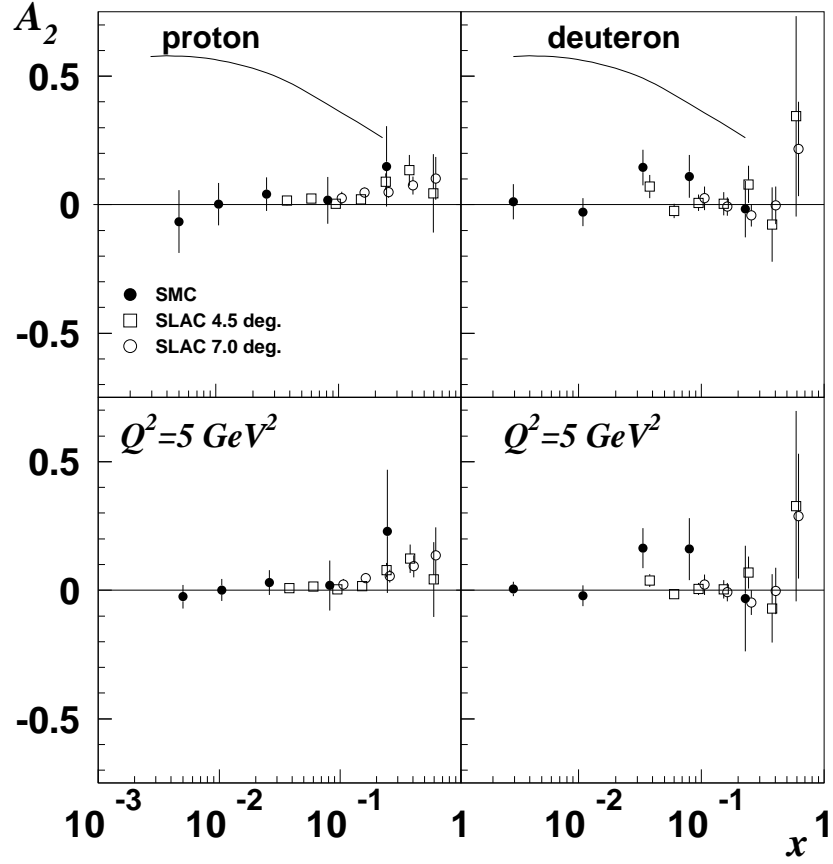 A₂
proton
deuteron
0.5
0
-0.5
SMC
SLAC 4.5 deg.
SLAC 7.0 deg.
Q²=5 GeV²
Q²=5 GeV²
0.5
0
-0.5
10⁻³ 10⁻² 10⁻¹ 1 10⁻² 10⁻¹ 1
x